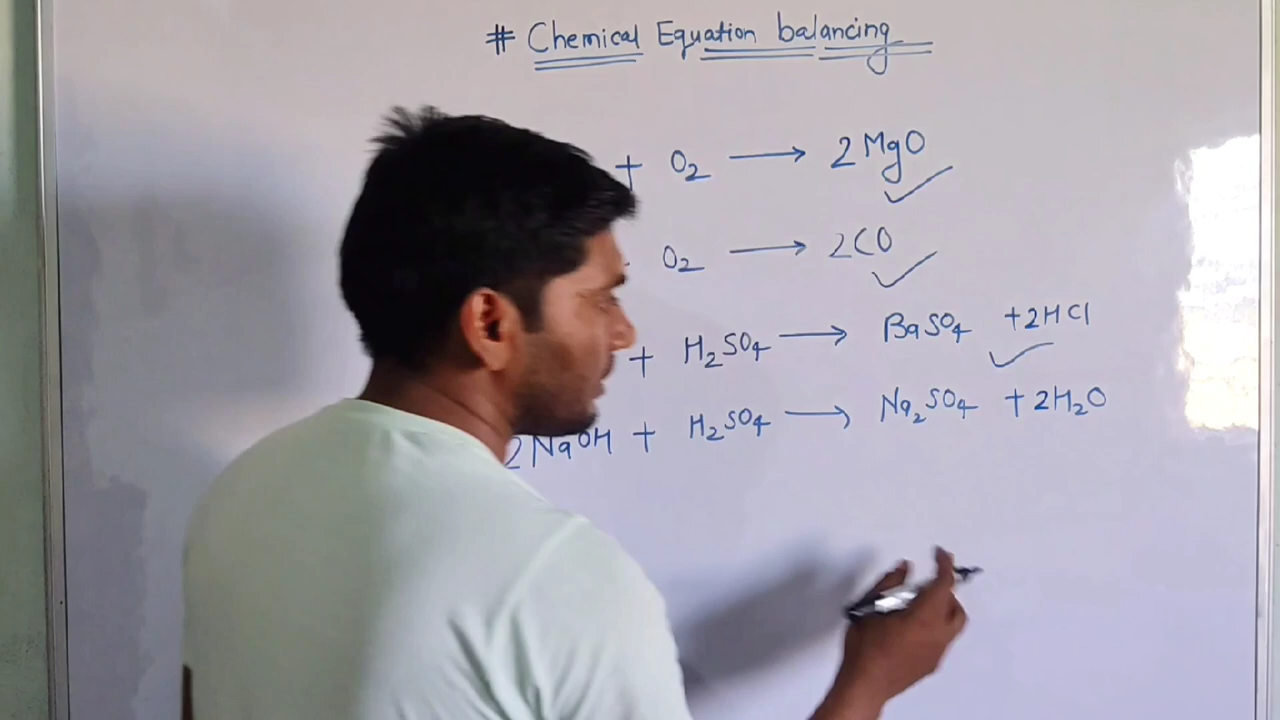 # Chemical Equation balancing
+ O₂ → 2MgO ✓
O₂ → 2CO ✓
+ H₂SO₄ → BaSO₄ +2HCl ✓
2NaOH + H₂SO₄ → Na₂SO₄ + 2H₂O